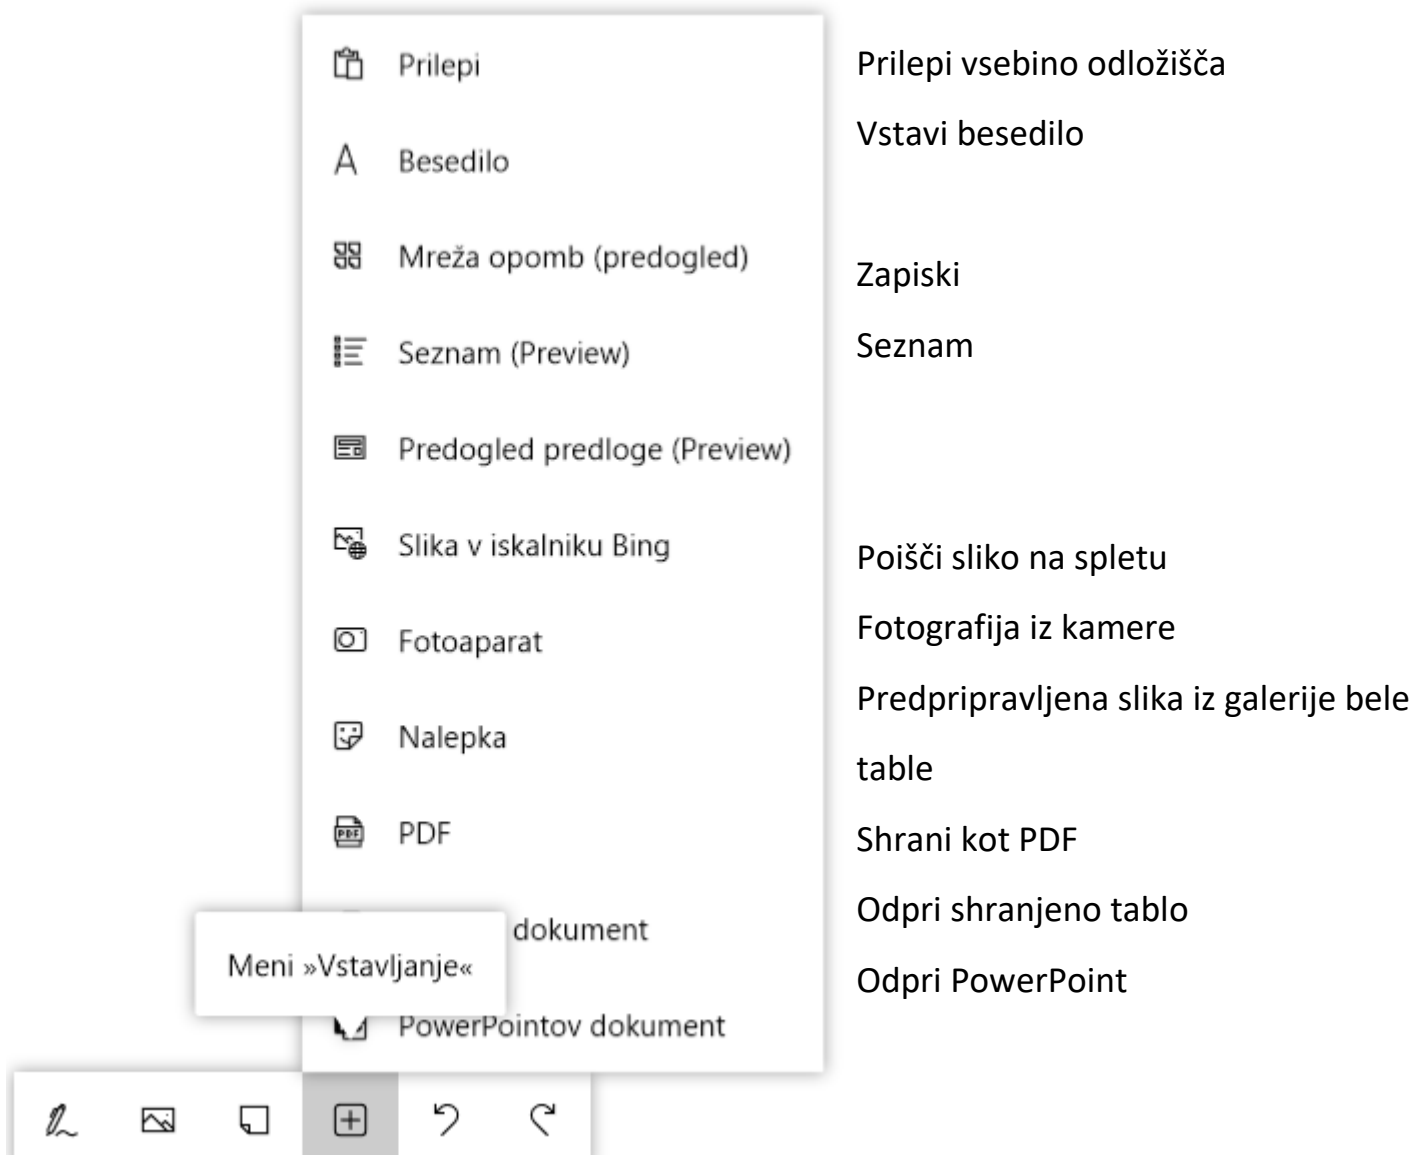 Prilepi
Prilepi vsebino odložišča
Besedilo
Vstavi besedilo
Mreža opomb (predogled)
Zapiski
Seznam (Preview)
Seznam
Predogled predloge (Preview)
Slika v iskalniku Bing
Poišči sliko na spletu
Fotoaparat
Fotografija iz kamere
Nalepka
Predpripravljena slika iz galerije bele
table
PDF
Shrani kot PDF
dokument
Odpri shranjeno tablo
Meni »Vstavljanje«
PowerPointov dokument
Odpri PowerPoint